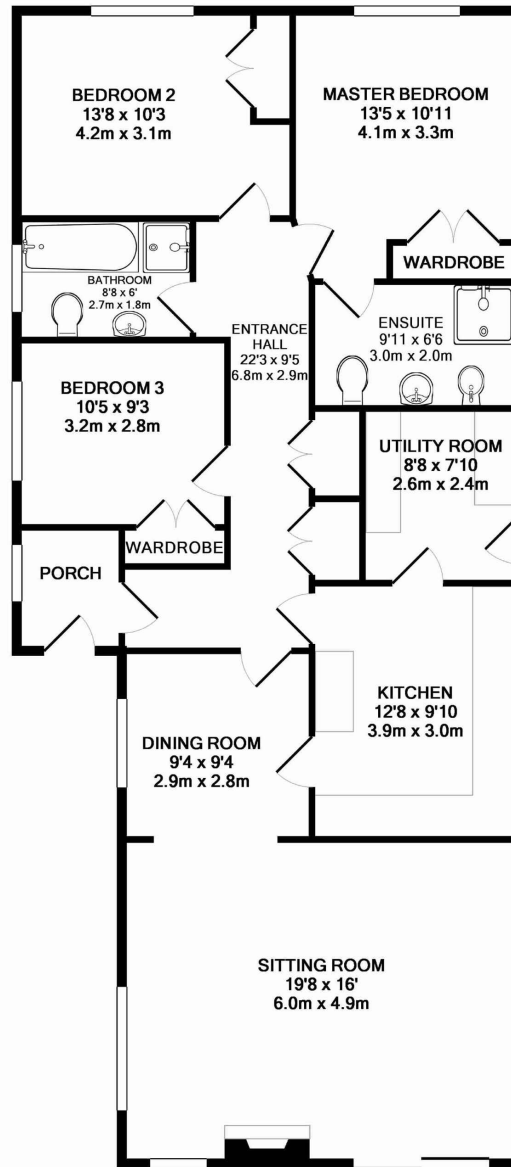 BEDROOM 2
13'8 x 10'3
4.2m x 3.1m
MASTER BEDROOM
13'5 x 10'11
4.1m x 3.3m
WARDROBE
BATHROOM
8'8 x 6'
2.7m x 1.8m
ENTRANCE
HALL
22'3 x 9'5
6.8m x 2.9m
ENSUITE
9'11 x 6'6
3.0m x 2.0m
BEDROOM 3
10'5 x 9'3
3.2m x 2.8m
UTILITY ROOM
8'8 x 7'10
2.6m x 2.4m
WARDROBE
PORCH
KITCHEN
12'8 x 9'10
3.9m x 3.0m
DINING ROOM
9'4 x 9'4
2.9m x 2.8m
SITTING ROOM
19'8 x 16'
6.0m x 4.9m